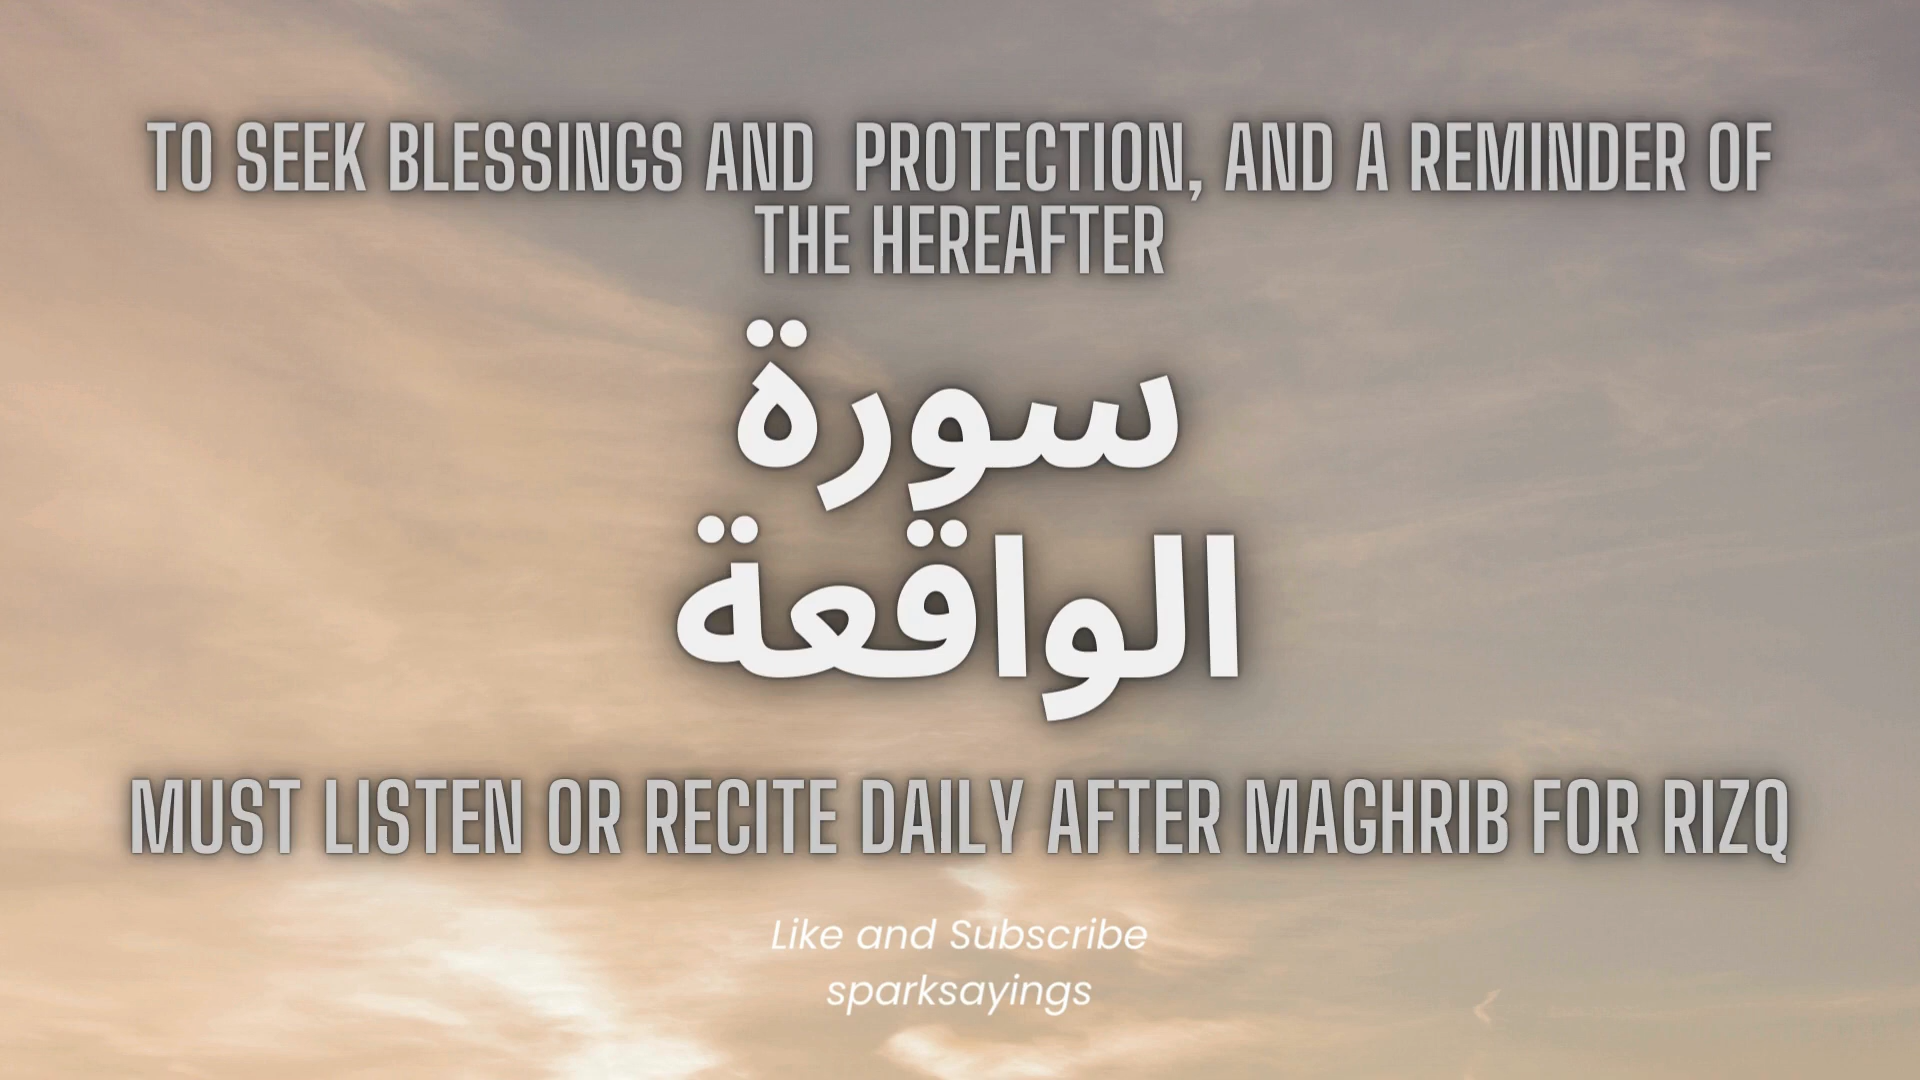 TO SEEK BLESSINGS AND  PROTECTION, AND A REMINDER OF
THE HEREAFTER
سورة
الواقعة
MUST LISTEN OR RECITE DAILY AFTER MAGHRIB FOR RIZQ
Like and Subscribe
sparksayings